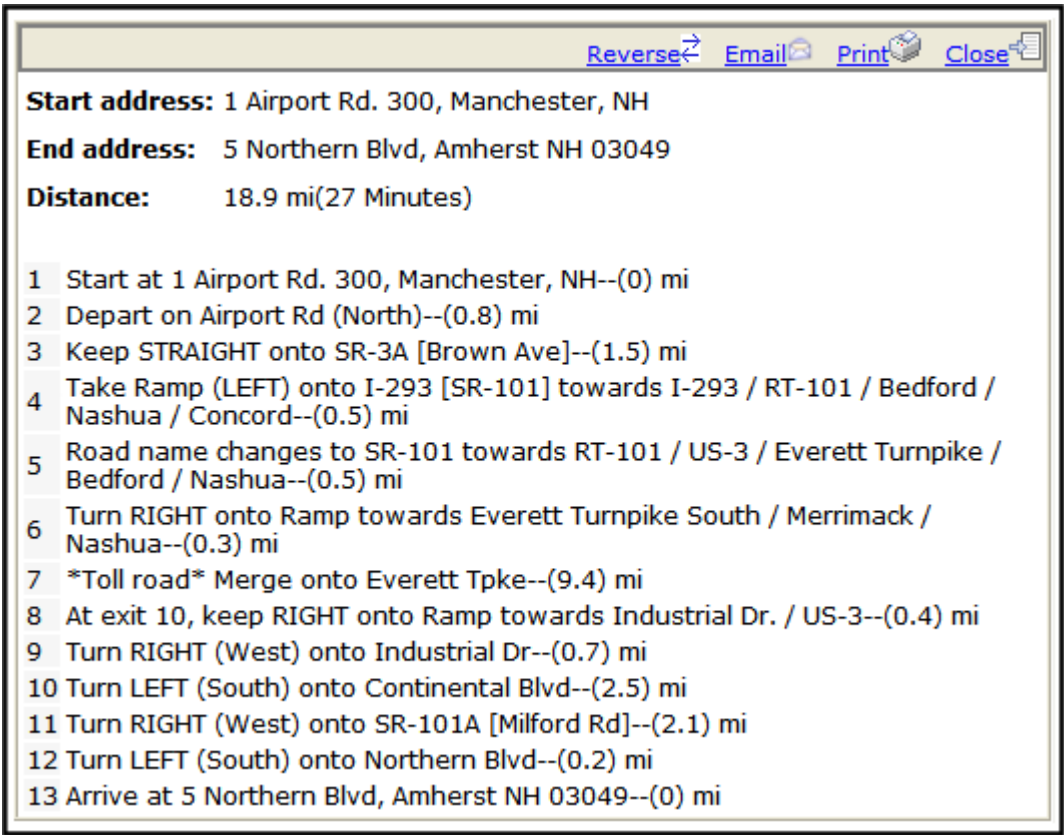 Reverse Email Print Close
Start address: 1 Airport Rd. 300, Manchester, NH
End address: 5 Northern Blvd, Amherst NH 03049
Distance: 18.9 mi(27 Minutes)
1 Start at 1 Airport Rd. 300, Manchester, NH--(0) mi
2 Depart on Airport Rd (North)--(0.8) mi
3 Keep STRAIGHT onto SR-3A [Brown Ave]--(1.5) mi
4 Take Ramp (LEFT) onto I-293 [SR-101] towards I-293 / RT-101 / Bedford /
Nashua / Concord--(0.5) mi
5 Road name changes to SR-101 towards RT-101 / US-3 / Everett Turnpike /
Bedford / Nashua--(0.5) mi
6 Turn RIGHT onto Ramp towards Everett Turnpike South / Merrimack /
Nashua--(0.3) mi
7 *Toll road* Merge onto Everett Tpke--(9.4) mi
8 At exit 10, keep RIGHT onto Ramp towards Industrial Dr. / US-3--(0.4) mi
9 Turn RIGHT (West) onto Industrial Dr--(0.7) mi
10 Turn LEFT (South) onto Continental Blvd--(2.5) mi
11 Turn RIGHT (West) onto SR-101A [Milford Rd]--(2.1) mi
12 Turn LEFT (South) onto Northern Blvd--(0.2) mi
13 Arrive at 5 Northern Blvd, Amherst NH 03049--(0) mi